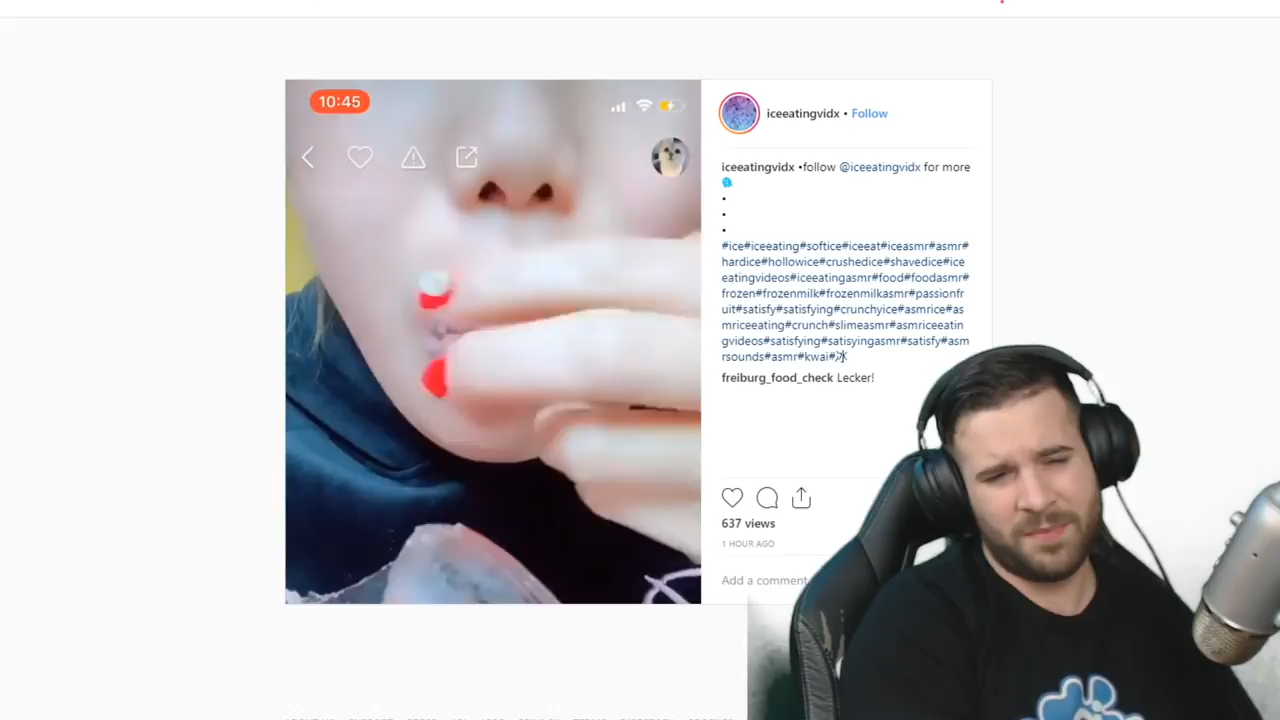 10:45
iceeatingvidx • Follow
iceeatingvidx •follow @iceeatingvidx for more
•
•
•
#ice#iceeating#softice#iceeat#iceasmr#asmr#
hardice#hollowice#crushedice#shavedice#ice
eatingvideos#iceeatingasmr#food#foodasmr#
frozen#frozenmilk#frozenmilkasmr#passionfr
uit#satisfy#satisfying#crunchyice#asmrice#as
mriceeating#crunch#slimeasmr#asmriceeatin
gvideos#satisfying#satisyingasmr#satisfy#asm
rsounds#asmr#kwai#
freiburg_food_check Lecker!
637 views
1 HOUR AGO
Add a comment